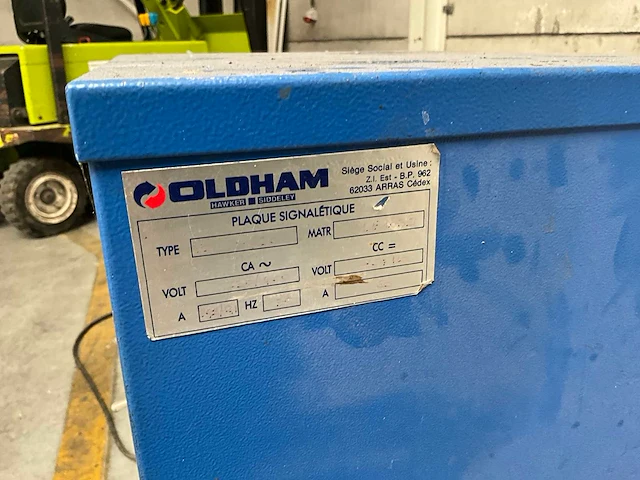 OLDHAM
HAWKER SIDDELEY
Siège Social et Usine :
Z.I. Est - B.P. 962
62033 ARRAS Cédex
PLAQUE SIGNALÉTIQUE
TYPE MATR
CA ~ CC =
VOLT VOLT
A HZ A